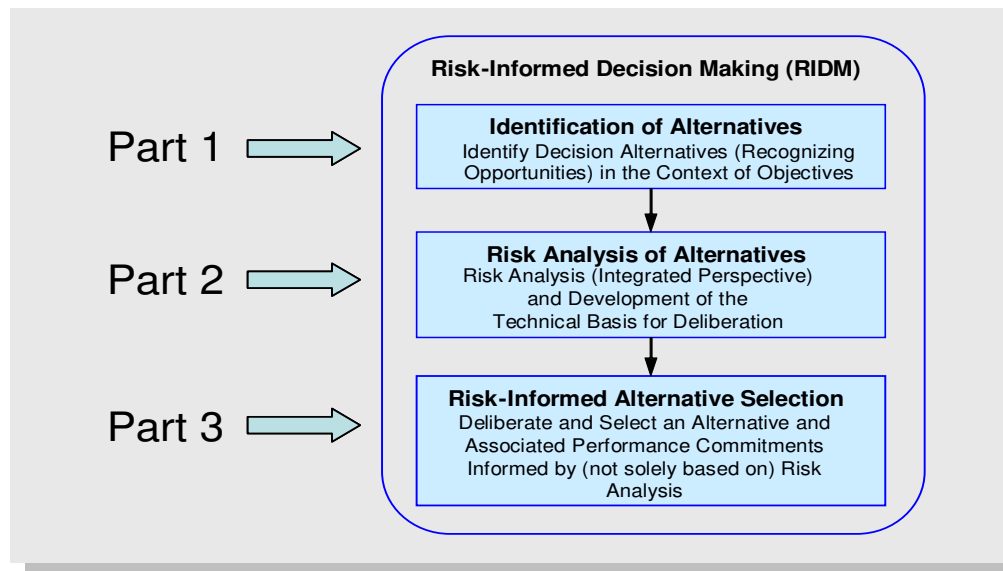 Risk-Informed Decision Making (RIDM)
Part 1
Identification of Alternatives
Identify Decision Alternatives (Recognizing
Opportunities) in the Context of Objectives
Part 2
Risk Analysis of Alternatives
Risk Analysis (Integrated Perspective)
and Development of the
Technical Basis for Deliberation
Part 3
Risk-Informed Alternative Selection
Deliberate and Select an Alternative and
Associated Performance Commitments
Informed by (not solely based on) Risk
Analysis